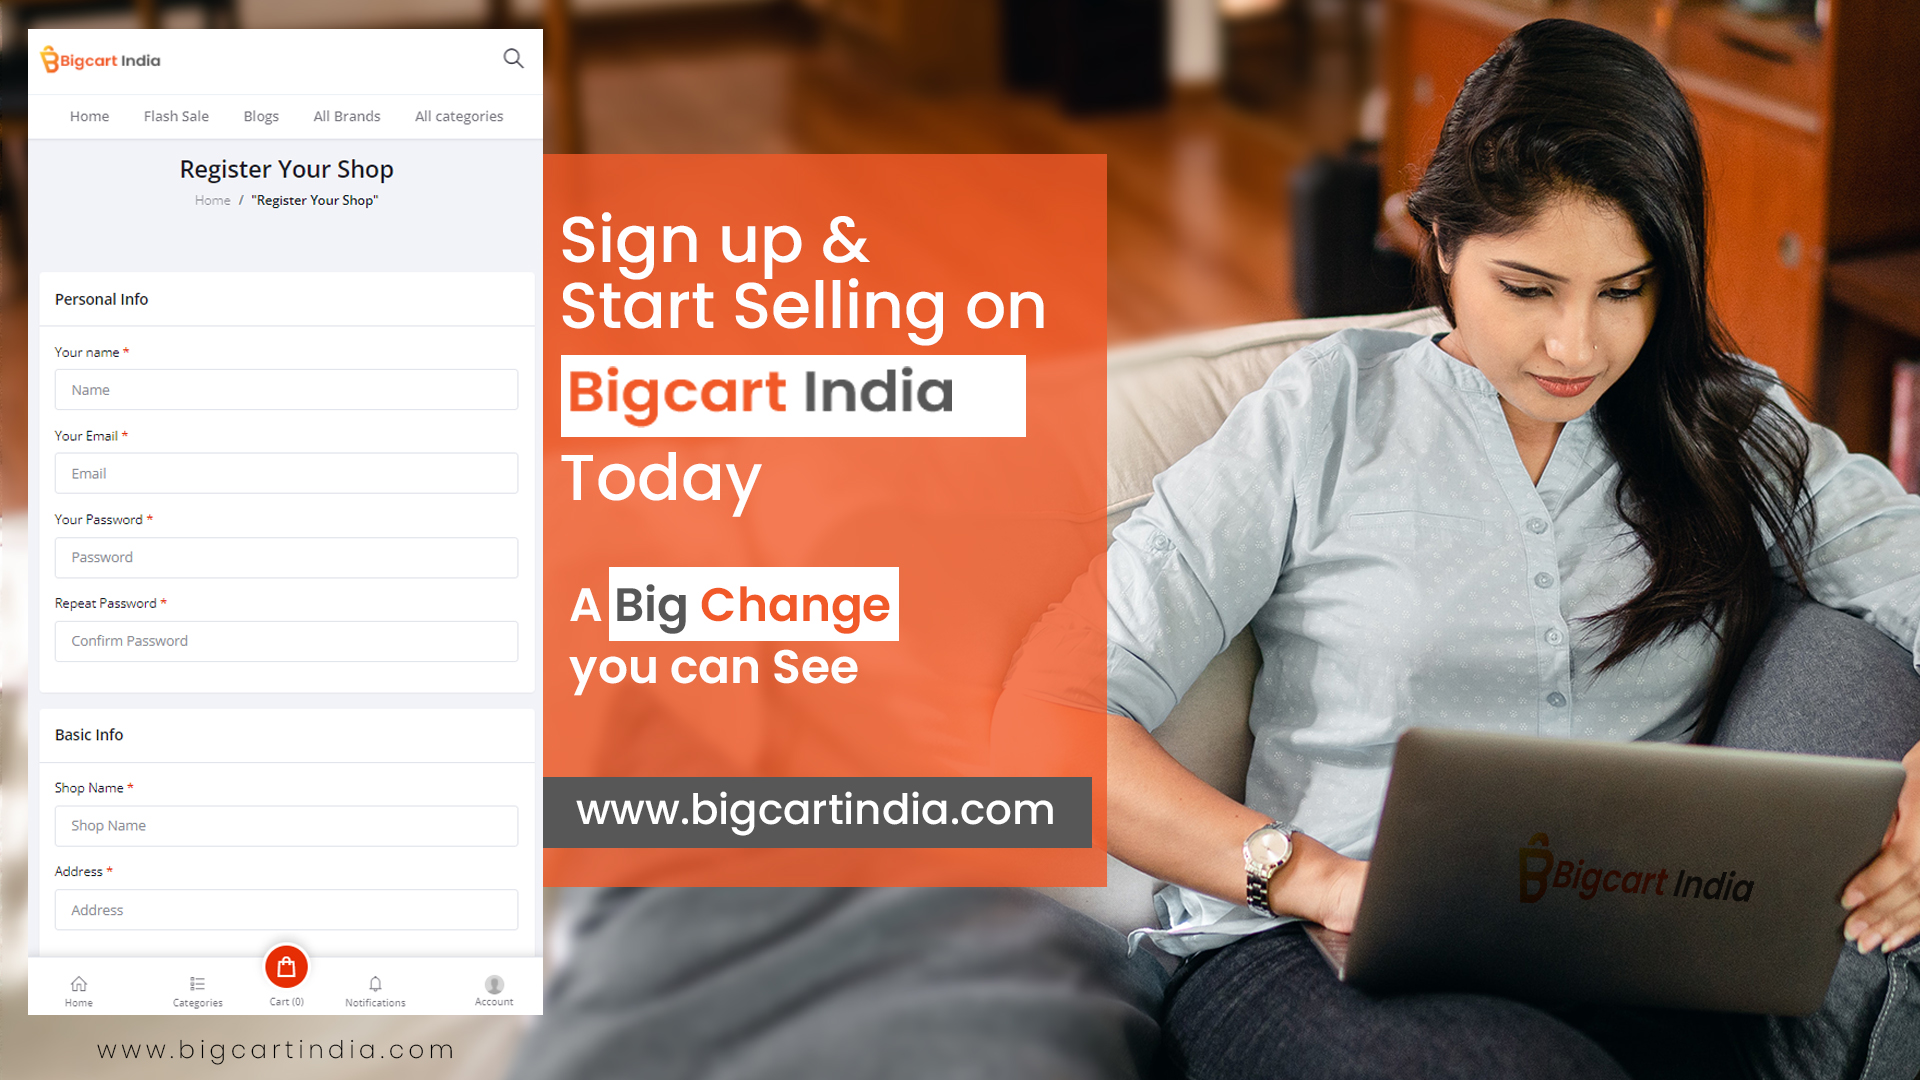 Bigcart India
Home Flash Sale Blogs All Brands All categories
Register Your Shop
Home / "Register Your Shop"
Personal Info
Your name *
Name
Your Email *
Email
Your Password *
Password
Repeat Password *
Confirm Password
Basic Info
Shop Name *
Shop Name
Address *
Address
Home Categories Cart (0) Notifications Account
www.bigcartindia.com
Sign up &
Start Selling on
Bigcart India
Today
A Big Change
you can See
www.bigcartindia.com
Bigcart India